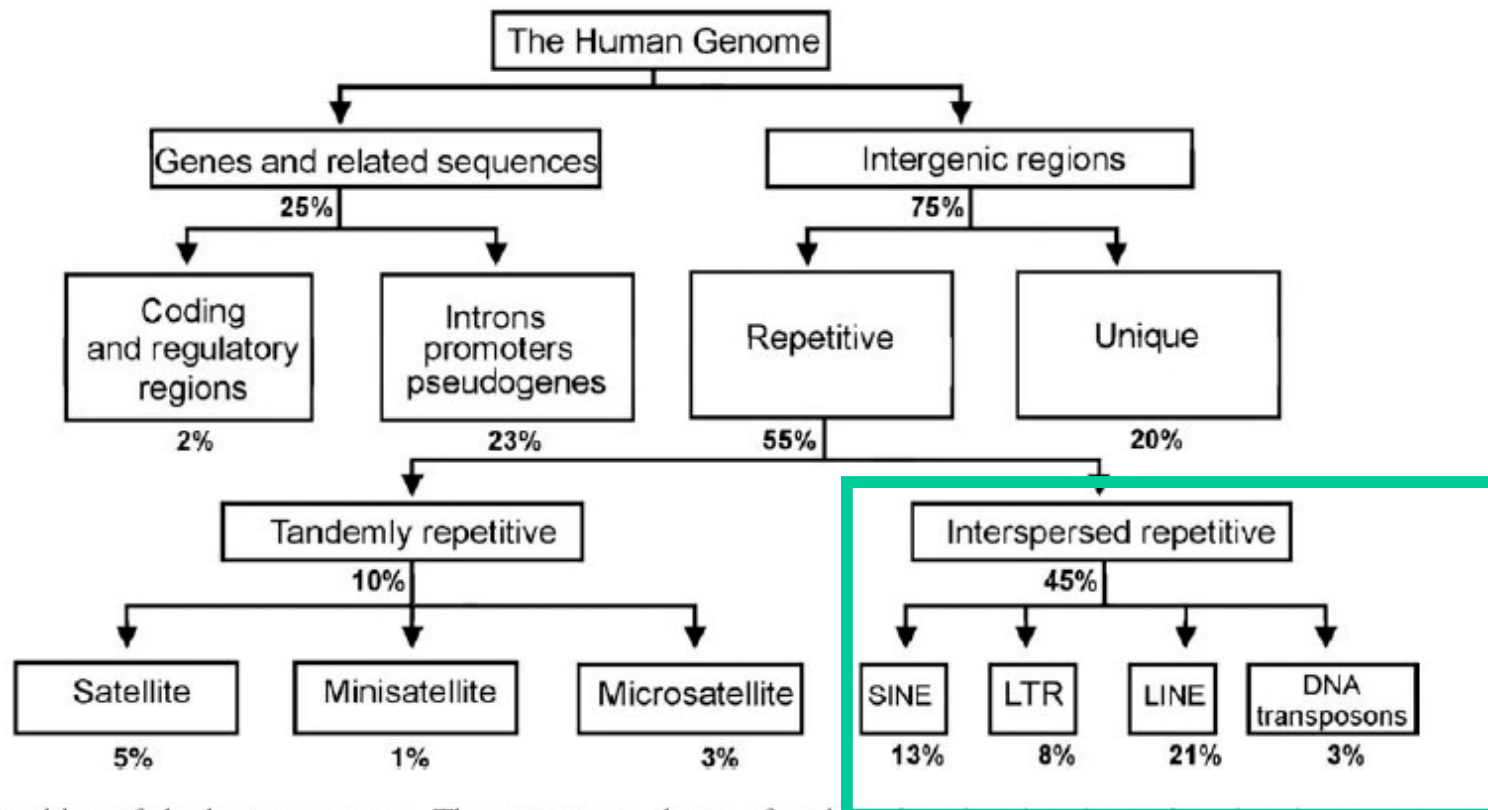 The Human Genome
Genes and related sequences
Intergenic regions
25%
75%
Coding
and regulatory
regions
Introns
promoters
pseudogenes
Repetitive
Unique
2%
23%
55%
20%
Tandemly repetitive
Interspersed repetitive
10%
45%
Satellite
Minisatellite
Microsatellite
SINE
LTR
LINE
DNA
transposons
5%
1%
3%
13%
8%
21%
3%